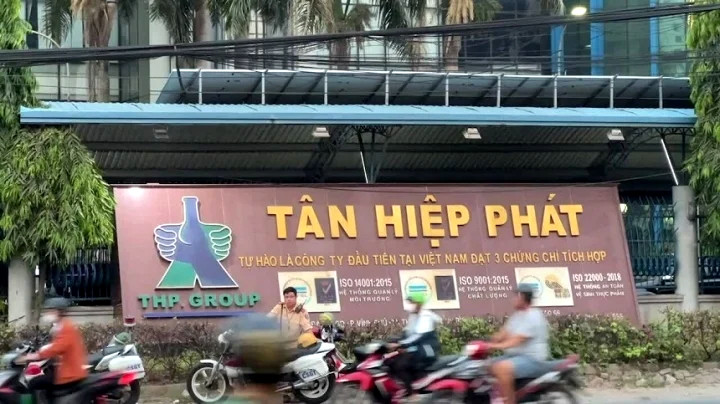 TÂN HIỆP PHÁT
TỰ HÀO LÀ CÔNG TY ĐẦU TIÊN TẠI VIỆT NAM ĐẠT 3 CHỨNG CHỈ TÍCH HỢP
THP. GROUP
ISO 14001:2015
HỆ THỐNG QUẢN LÝ
MÔI TRƯỜNG
ISO 9001:2015
HỆ THỐNG QUẢN LÝ
CHẤT LƯỢNG
ISO 22000 - 2018
HỆ THỐNG AN TOÀN
VỆ SINH THỰC PHẨM